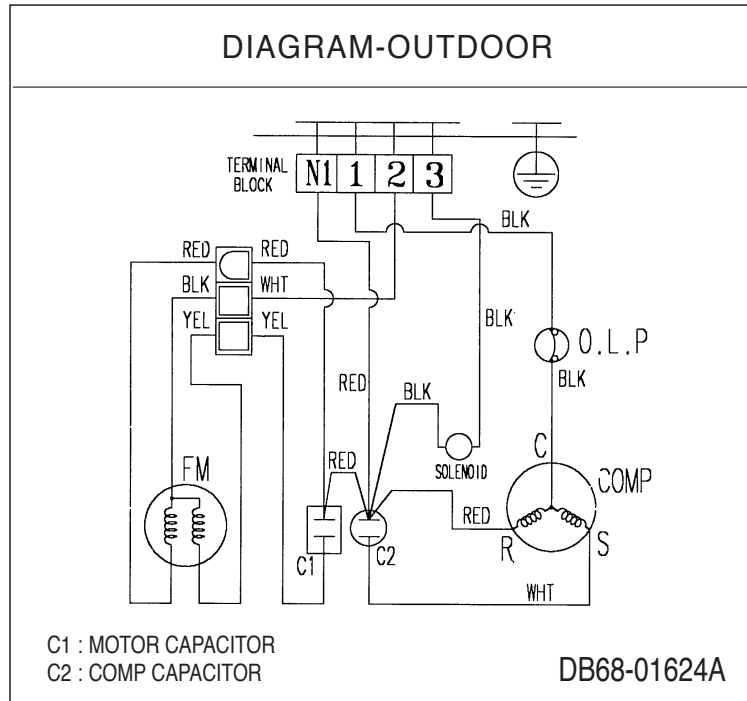 DIAGRAM-OUTDOOR
TERMINAL
BLOCK
N1 1 2 3
BLK
RED RED
BLK WHT
YEL YEL
BLK
O.L.P
BLK
RED
BLK
SOLENOID
C
COMP
FM
RED
RED
R
S
C1
C2
WHT
C1 : MOTOR CAPACITOR
C2 : COMP CAPACITOR
DB68-01624A